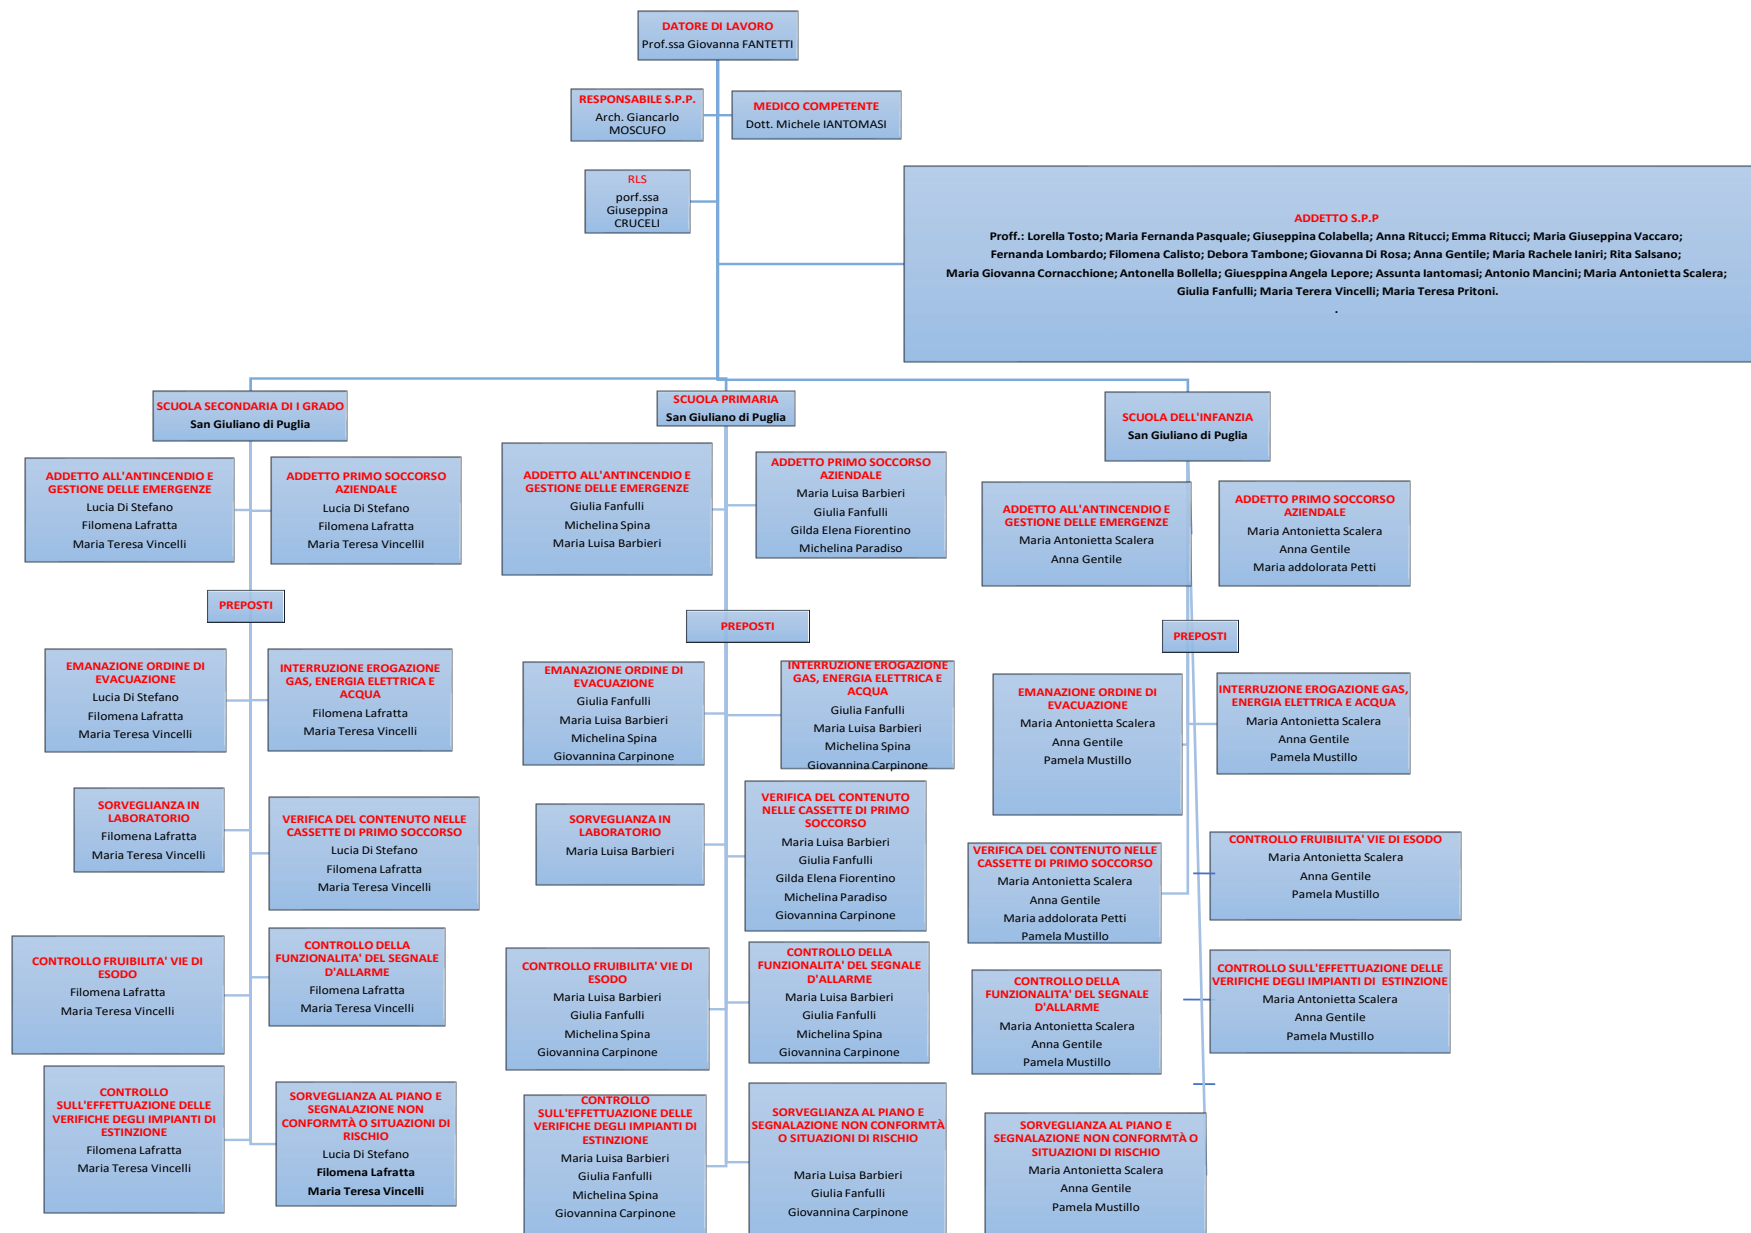 DATORE DI LAVORO
Prof.ssa Giovanna FANTETTI
RESPONSABILE S.P.P.
Arch. Giancarlo
MOSCUFO
MEDICO COMPETENTE
Dott. Michele IANTOMASI
RLS
porf.ssa
Giuseppina
CRUCELI
ADDETTO S.P.P
Proff.: Lorella Tosto; Maria Fernanda Pasquale; Giuseppina Colabella; Anna Ritucci; Emma Ritucci; Maria Giuseppina Vaccaro;
Fernanda Lombardo; Filomena Calisto; Debora Tambone; Giovanna Di Rosa; Anna Gentile; Maria Rachele Ianiri; Rita Salsano;
Maria Giovanna Cornacchione; Antonella Bollella; Giuesppina Angela Lepore; Assunta Iantomasi; Antonio Mancini; Maria Antonietta Scalera;
Giulia Fanfulli; Maria Terera Vincelli; Maria Teresa Pritoni.
.
SCUOLA SECONDARIA DI I GRADO
San Giuliano di Puglia
ADDETTO ALL'ANTINCENDIO E
GESTIONE DELLE EMERGENZE
Lucia Di Stefano
Filomena Lafratta
Maria Teresa Vincelli
ADDETTO PRIMO SOCCORSO
AZIENDALE
Lucia Di Stefano
Filomena Lafratta
Maria Teresa VincelliI
PREPOSTI
EMANAZIONE ORDINE DI
EVACUAZIONE
Lucia Di Stefano
Filomena Lafratta
Maria Teresa Vincelli
INTERRUZIONE EROGAZIONE
GAS, ENERGIA ELETTRICA E
ACQUA
Filomena Lafratta
Maria Teresa Vincelli
SORVEGLIANZA IN
LABORATORIO
Filomena Lafratta
Maria Teresa Vincelli
VERIFICA DEL CONTENUTO NELLE
CASSETTE DI PRIMO SOCCORSO
Lucia Di Stefano
Filomena Lafratta
Maria Teresa Vincelli
CONTROLLO FRUIBILITA' VIE DI
ESODO
Filomena Lafratta
Maria Teresa Vincelli
CONTROLLO DELLA
FUNZIONALITA' DEL SEGNALE
D'ALLARME
Filomena Lafratta
Maria Teresa Vincelli
CONTROLLO
SULL'EFFETTUAZIONE DELLE
VERIFICHE DEGLI IMPIANTI DI
ESTINZIONE
Filomena Lafratta
Maria Teresa Vincelli
SORVEGLIANZA AL PIANO E
SEGNALAZIONE NON
CONFORMTÀ O SITUAZIONI DI
RISCHIO
Lucia Di Stefano
Filomena Lafratta
Maria Teresa Vincelli
SCUOLA PRIMARIA
San Giuliano di Puglia
ADDETTO ALL'ANTINCENDIO E
GESTIONE DELLE EMERGENZE
Giulia Fanfulli
Michelina Spina
Maria Luisa Barbieri
ADDETTO PRIMO SOCCORSO
AZIENDALE
Maria Luisa Barbieri
Giulia Fanfulli
Gilda Elena Fiorentino
Michelina Paradiso
PREPOSTI
EMANAZIONE ORDINE DI
EVACUAZIONE
Giulia Fanfulli
Maria Luisa Barbieri
Michelina Spina
Giovannina Carpinone
INTERRUZIONE EROGAZIONE
GAS, ENERGIA ELETTRICA E
ACQUA
Giulia Fanfulli
Maria Luisa Barbieri
Michelina Spina
Giovannina Carpinone
SORVEGLIANZA IN
LABORATORIO
Maria Luisa Barbieri
VERIFICA DEL CONTENUTO
NELLE CASSETTE DI PRIMO
SOCCORSO
Maria Luisa Barbieri
Giulia Fanfulli
Gilda Elena Fiorentino
Michelina Paradiso
Giovannina Carpinone
CONTROLLO FRUIBILITA' VIE DI
ESODO
Maria Luisa Barbieri
Giulia Fanfulli
Michelina Spina
Giovannina Carpinone
CONTROLLO DELLA
FUNZIONALITA' DEL SEGNALE
D'ALLARME
Maria Luisa Barbieri
Giulia Fanfulli
Michelina Spina
Giovannina Carpinone
CONTROLLO
SULL'EFFETTUAZIONE DELLE
VERIFICHE DEGLI IMPIANTI DI
ESTINZIONE
Maria Luisa Barbieri
Giulia Fanfulli
Michelina Spina
Giovannina Carpinone
SORVEGLIANZA AL PIANO E
SEGNALAZIONE NON CONFORMTÀ
O SITUAZIONI DI RISCHIO
Maria Luisa Barbieri
Giulia Fanfulli
Giovannina Carpinone
SCUOLA DELL'INFANZIA
San Giuliano di Puglia
ADDETTO ALL'ANTINCENDIO E
GESTIONE DELLE EMERGENZE
Maria Antonietta Scalera
Anna Gentile
ADDETTO PRIMO SOCCORSO
AZIENDALE
Maria Antonietta Scalera
Anna Gentile
Maria addolorata Petti
PREPOSTI
EMANAZIONE ORDINE DI
EVACUAZIONE
Maria Antonietta Scalera
Anna Gentile
Pamela Mustillo
INTERRUZIONE EROGAZIONE GAS,
ENERGIA ELETTRICA E ACQUA
Maria Antonietta Scalera
Anna Gentile
Pamela Mustillo
VERIFICA DEL CONTENUTO NELLE
CASSETTE DI PRIMO SOCCORSO
Maria Antonietta Scalera
Anna Gentile
Maria addolorata Petti
Pamela Mustillo
CONTROLLO FRUIBILITA' VIE DI ESODO
Maria Antonietta Scalera
Anna Gentile
Pamela Mustillo
CONTROLLO DELLA
FUNZIONALITA' DEL SEGNALE
D'ALLARME
Maria Antonietta Scalera
Anna Gentile
Pamela Mustillo
CONTROLLO SULL'EFFETTUAZIONE DELLE
VERIFICHE DEGLI IMPIANTI DI ESTINZIONE
Maria Antonietta Scalera
Anna Gentile
Pamela Mustillo
SORVEGLIANZA AL PIANO E
SEGNALAZIONE NON CONFORMTÀ O
SITUAZIONI DI RISCHIO
Maria Antonietta Scalera
Anna Gentile
Pamela Mustillo